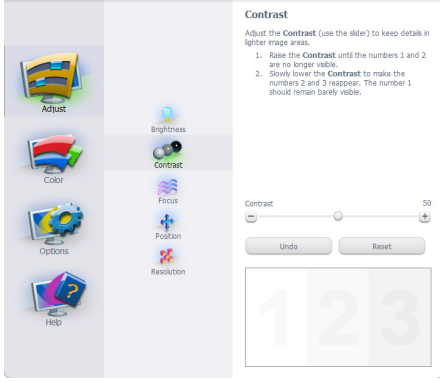 Adjust
Color
Options
Help
Brightness
Contrast
Focus
Position
Resolution
Contrast
Adjust the Contrast (use the slider) to keep details in
lighter image areas.
1. Raise the Contrast until the numbers 1 and 2
are no longer visible.
2. Slowly lower the Contrast to make the
numbers 2 and 3 reappear. The number 1
should remain barely visible.
Contrast 50
Undo Reset
1 2 3